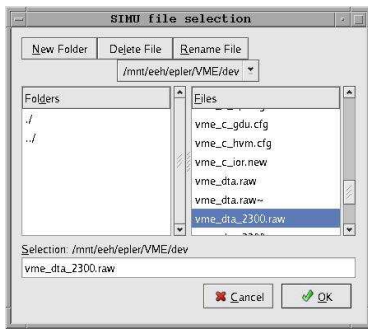 SIMU file selection
New Folder Delete File Rename File
/mnt/eeh/epler/VME/dev
Folders Files
./
../
vme_c_gdu.cfg
vme_c_hvm.cfg
vme_c_ior.new
vme_dta.raw
vme_dta.raw~
vme_dta_2300.raw
Selection: /mnt/eeh/epler/VME/dev
vme_dta_2300.raw
Cancel OK